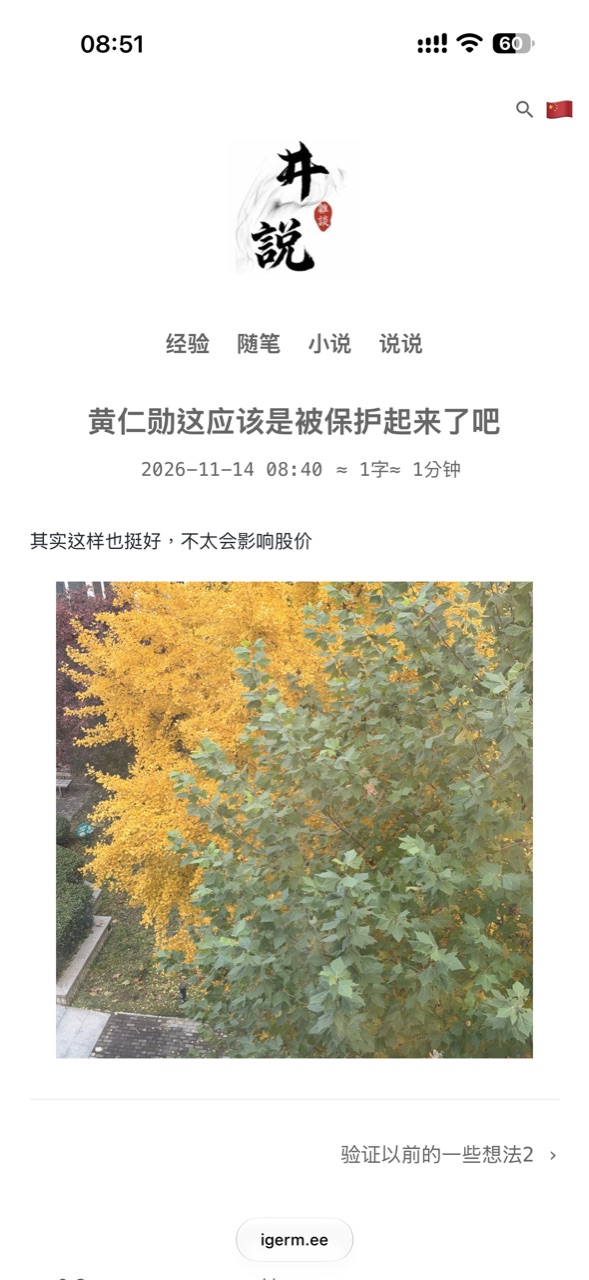 08:51
60
井
説
雜談
经验 随笔 小说 说说
黄仁勋这应该是被保护起来了吧
2026-11-14 08:40 ≈ 1字≈ 1分钟
其实这样也挺好，不太会影响股价
验证以前的一些想法2 ›
igerm.ee